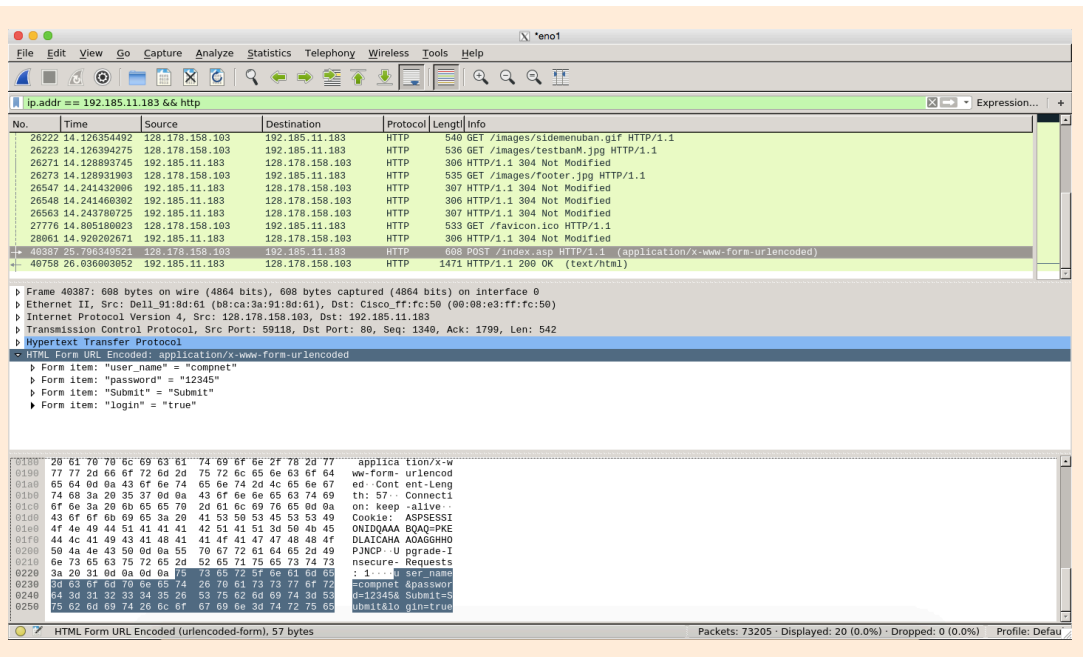 *eno1
File Edit View Go Capture Analyze Statistics Telephony Wireless Tools Help
ip.addr == 192.185.11.183 && http Expression... +
No. Time Source Destination Protocol Lengtl Info
26222 14.126354492 128.178.158.103 192.185.11.183 HTTP 540 GET /images/sidemenuban.gif HTTP/1.1
26223 14.126394275 128.178.158.103 192.185.11.183 HTTP 536 GET /images/testbanM.jpg HTTP/1.1
26271 14.128893745 192.185.11.183 128.178.158.103 HTTP 306 HTTP/1.1 304 Not Modified
26273 14.128931903 128.178.158.103 192.185.11.183 HTTP 535 GET /images/footer.jpg HTTP/1.1
26547 14.241432006 192.185.11.183 128.178.158.103 HTTP 307 HTTP/1.1 304 Not Modified
26548 14.241460302 192.185.11.183 128.178.158.103 HTTP 306 HTTP/1.1 304 Not Modified
26563 14.243780725 192.185.11.183 128.178.158.103 HTTP 307 HTTP/1.1 304 Not Modified
27776 14.805180023 128.178.158.103 192.185.11.183 HTTP 533 GET /favicon.ico HTTP/1.1
28061 14.920202671 192.185.11.183 128.178.158.103 HTTP 306 HTTP/1.1 304 Not Modified
40387 25.796349521 128.178.158.103 192.185.11.183 HTTP 608 POST /index.asp HTTP/1.1 (application/x-www-form-urlencoded)
40758 26.036003052 192.185.11.183 128.178.158.103 HTTP 1471 HTTP/1.1 200 OK (text/html)
Frame 40387: 608 bytes on wire (4864 bits), 608 bytes captured (4864 bits) on interface 0
Ethernet II, Src: Dell_91:8d:61 (b8:ca:3a:91:8d:61), Dst: Cisco_ff:fc:50 (00:08:e3:ff:fc:50)
Internet Protocol Version 4, Src: 128.178.158.103, Dst: 192.185.11.183
Transmission Control Protocol, Src Port: 59118, Dst Port: 80, Seq: 1340, Ack: 1799, Len: 542
Hypertext Transfer Protocol
HTML Form URL Encoded: application/x-www-form-urlencoded
Form item: "user_name" = "compnet"
Form item: "password" = "12345"
Form item: "Submit" = "Submit"
Form item: "login" = "true"
0180 20 61 70 70 6c 69 63 61 74 69 6f 6e 2f 78 2d 77 applica tion/x-w
0190 77 77 2d 66 6f 72 6d 2d 75 72 6c 65 6e 63 6f 64 ww-form- urlencod
01a0 65 64 0d 0a 43 6f 6e 74 65 6e 74 2d 4c 65 6e 67 ed··Cont ent-Leng
01b0 74 68 3a 20 35 37 0d 0a 43 6f 6e 6e 65 63 74 69 th: 57·· Connecti
01c0 6f 6e 3a 20 6b 65 65 70 2d 61 6c 69 76 65 0d 0a on: keep -alive··
01d0 43 6f 6f 6b 69 65 3a 20 41 53 50 53 45 53 53 49 Cookie: ASPSESSI
01e0 4f 4e 49 44 51 41 41 41 42 51 41 51 3d 50 4b 45 ONIDQAAA BQAQ=PKE
01f0 44 4c 41 49 43 41 48 41 41 4f 41 47 47 48 48 4f DLAICAHA AOAGGHHO
0200 50 4a 4e 43 50 0d 0a 55 70 67 72 61 64 65 2d 49 PJNCP··U pgrade-I
0210 6e 73 65 63 75 72 65 2d 52 65 71 75 65 73 74 73 nsecure- Requests
0220 3a 20 31 0d 0a 0d 0a 75 73 65 72 5f 6e 61 6d 65 : 1····u ser_name
0230 3d 63 6f 6d 70 6e 65 74 26 70 61 73 73 77 6f 72 =compnet &passwor
0240 64 3d 31 32 33 34 35 26 53 75 62 6d 69 74 3d 53 d=12345& Submit=S
0250 75 62 6d 69 74 26 6c 6f 67 69 6e 3d 74 72 75 65 ubmit&lo gin=true
HTML Form URL Encoded (urlencoded-form), 57 bytes Packets: 73205 · Displayed: 20 (0.0%) · Dropped: 0 (0.0%) Profile: Defau